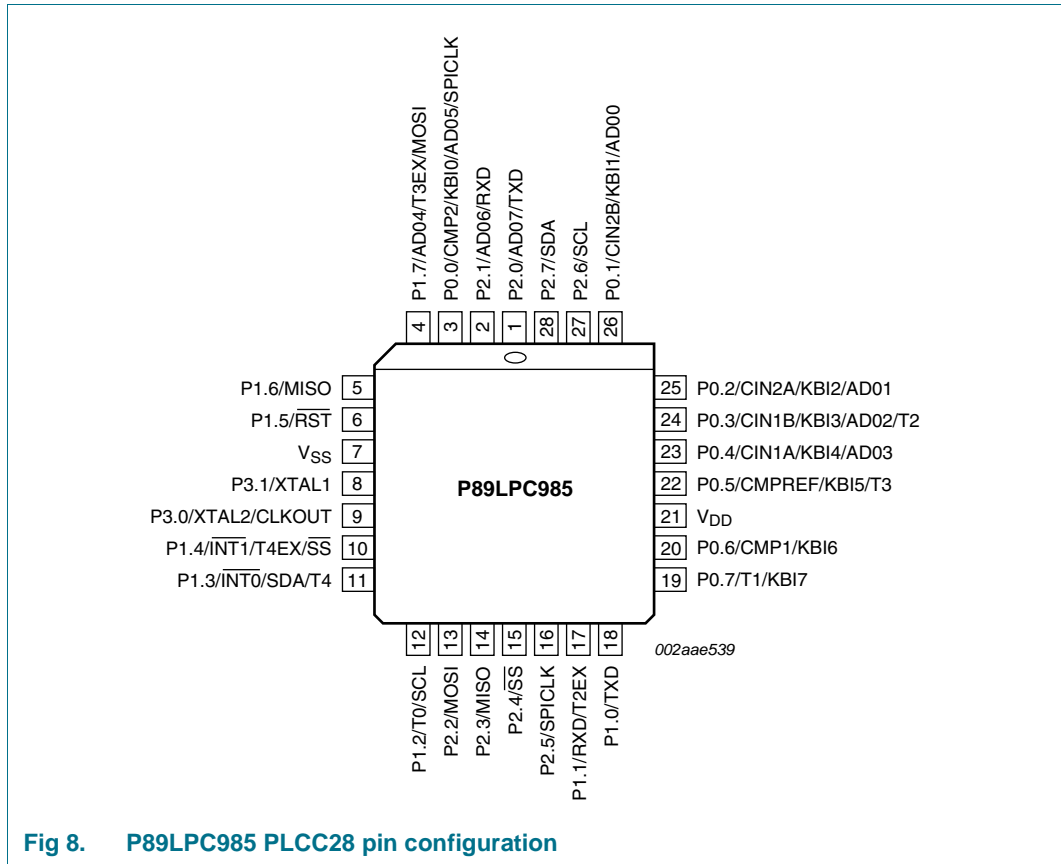 P1.7/AD04/T3EX/MOSI
P0.0/CMP2/KBI0/AD05/SPICLK
P2.1/AD06/RXD
P2.0/AD07/TXD
P2.7/SDA
P2.6/SCL
P0.1/CIN2B/KBI1/AD00
4
3
2
1
28
27
26
P1.6/MISO 5
P1.5/R̅S̅T̅ 6
VSS 7
P3.1/XTAL1 8
P3.0/XTAL2/CLKOUT 9
P1.4/I̅N̅T̅1̅/T4EX/S̅S̅ 10
P1.3/I̅N̅T̅0̅/SDA/T4 11
P89LPC985
25 P0.2/CIN2A/KBI2/AD01
24 P0.3/CIN1B/KBI3/AD02/T2
23 P0.4/CIN1A/KBI4/AD03
22 P0.5/CMPREF/KBI5/T3
21 VDD
20 P0.6/CMP1/KBI6
19 P0.7/T1/KBI7
12
13
14
15
16
17
18
P1.2/T0/SCL
P2.2/MOSI
P2.3/MISO
P2.4/S̅S̅
P2.5/SPICLK
P1.1/RXD/T2EX
P1.0/TXD
002aae539
Fig 8. P89LPC985 PLCC28 pin configuration